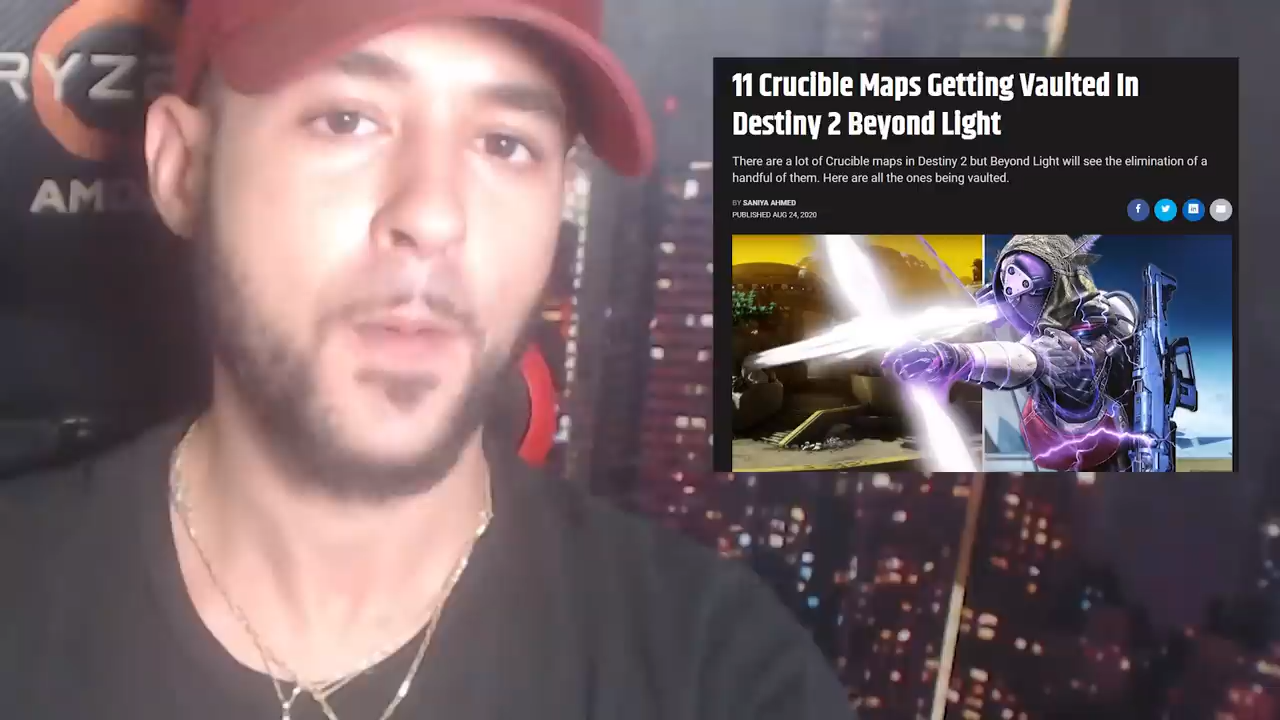 RYZ
AMD
11 Crucible Maps Getting Vaulted In
Destiny 2 Beyond Light
There are a lot of Crucible maps in Destiny 2 but Beyond Light will see the elimination of a
handful of them. Here are all the ones being vaulted.
BY SANIYA AHMED
PUBLISHED AUG 24, 2020